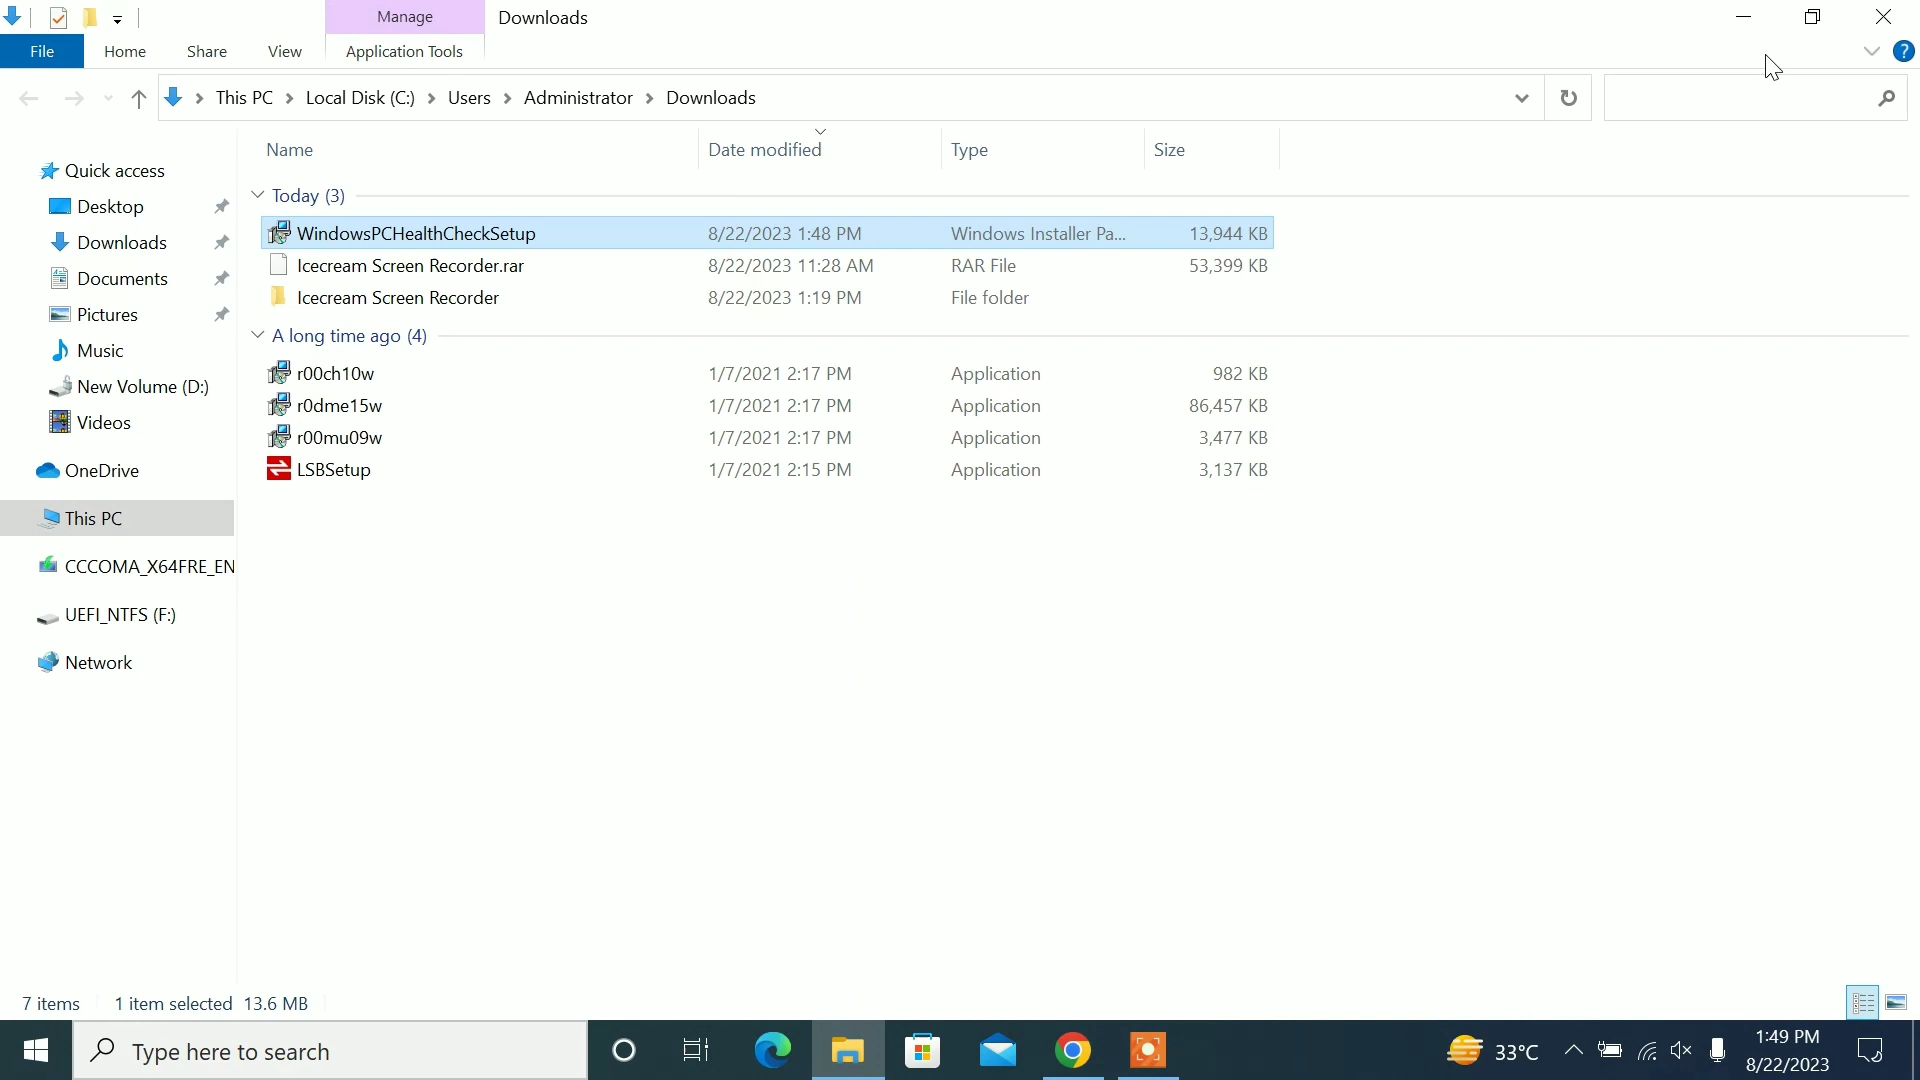 Manage Downloads
File Home Share View Application Tools
This PC Local Disk (C:) Users Administrator Downloads
Name Date modified Type Size
Quick access
Desktop
Downloads
Documents
Pictures
Music
New Volume (D:)
Videos
OneDrive
This PC
CCCOMA_X64FRE_EN
UEFI_NTFS (F:)
Network
Today (3)
WindowsPCHealthCheckSetup 8/22/2023 1:48 PM Windows Installer Pa... 13,944 KB
Icecream Screen Recorder.rar 8/22/2023 11:28 AM RAR File 53,399 KB
Icecream Screen Recorder 8/22/2023 1:19 PM File folder
A long time ago (4)
r00ch10w 1/7/2021 2:17 PM Application 982 KB
r0dme15w 1/7/2021 2:17 PM Application 86,457 KB
r00mu09w 1/7/2021 2:17 PM Application 3,477 KB
LSBSetup 1/7/2021 2:15 PM Application 3,137 KB
7 items 1 item selected 13.6 MB
Type here to search 33°C 1:49 PM
8/22/2023